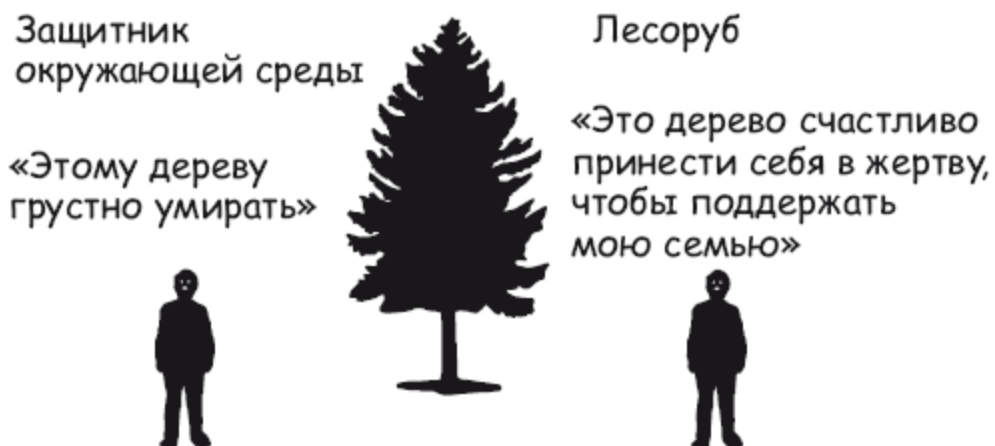 Защитник
окружающей среды
«Этому дереву
грустно умирать»
Лесоруб
«Это дерево счастливо
принести себя в жертву,
чтобы поддержать
мою семью»